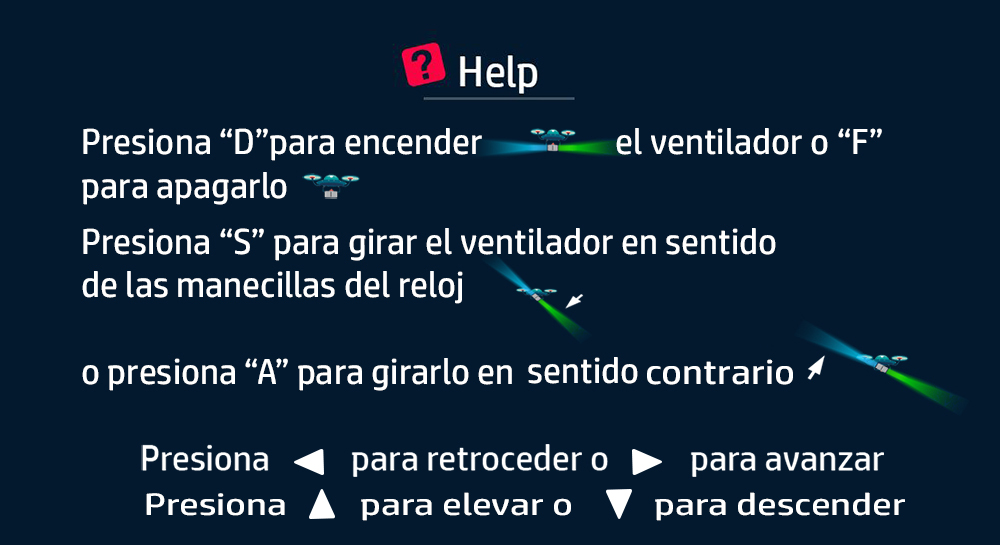 ? Help
Presiona “D”para encender el ventilador o “F”
para apagarlo
Presiona “S” para girar el ventilador en sentido
de las manecillas del reloj
o presiona “A” para girarlo en sentido contrario
Presiona ◀ para retroceder o ▶ para avanzar
Presiona ▲ para elevar o ▼ para descender